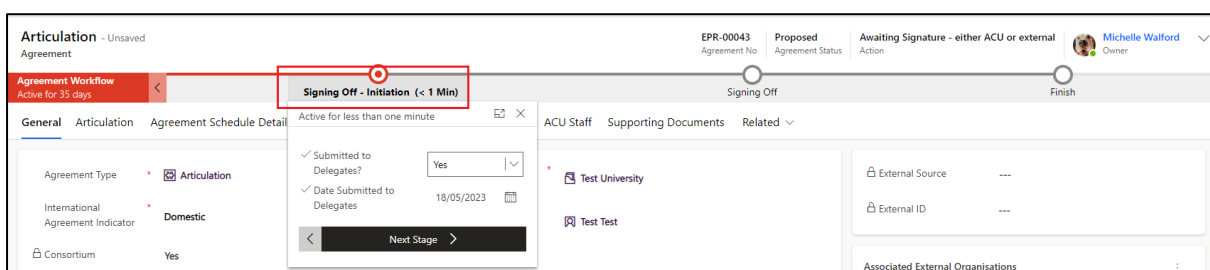 Articulation - Unsaved
Agreement
EPR-00043
Agreement No
Proposed
Agreement Status
Awaiting Signature - either ACU or external
Action
Michelle Walford
Owner
Agreement Workflow
Active for 35 days
Signing Off - Initiation (< 1 Min)
Signing Off
Finish
General Articulation Agreement Schedule Detail
ACU Staff Supporting Documents Related
Active for less than one minute
Submitted to
Delegates?
Yes
Date Submitted to
Delegates
18/05/2023
Next Stage
Agreement Type * Articulation
International
Agreement Indicator
*
Domestic
Consortium Yes
* Test University
Test Test
External Source ---
External ID ---
Associated External Organisations